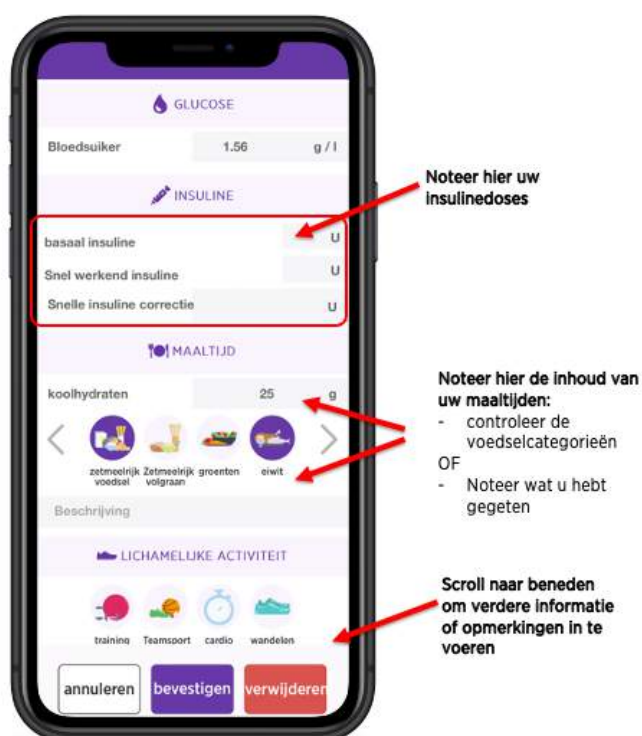 GLUCOSE
Bloedsuiker 1.56 g / l
INSULINE
basaal insuline U
Snel werkend insuline U
Snelle insuline correctie U
MAALTIJD
koolhydraten 25 g
zetmeelrijk voedsel
Zetmeelrijk volgraan
groenten
eiwit
Beschrijving
LICHAMELIJKE ACTIVITEIT
training Teamsport cardio wandelen
annuleren bevestigen verwijderen
Noteer hier uw
insulinedoses
Noteer hier de inhoud van
uw maaltijden:
- controleer de
voedselcategorieën
OF
- Noteer wat u hebt
gegeten
Scroll naar beneden
om verdere informatie
of opmerkingen in te
voeren